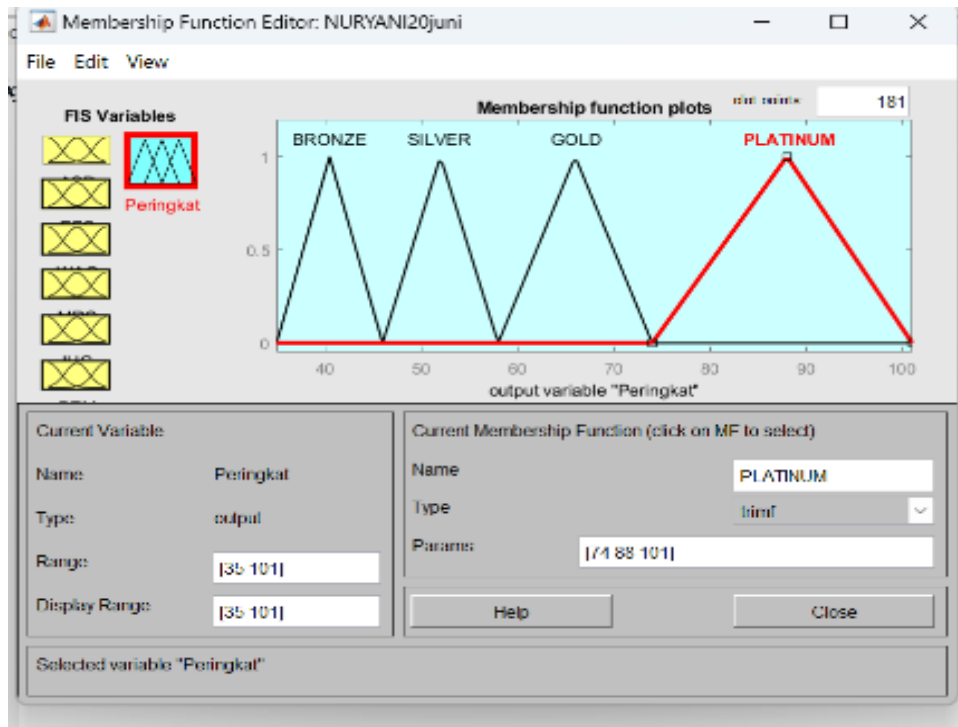 Membership Function Editor: NURYANI20juni
File Edit View
FIS Variables
Peringkat
Membership function plots
plot points:
181
BRONZE SILVER GOLD PLATINUM
1
0.5
0
40 50 60 70 80 90 100
output variable "Peringkat"
Current Variable
Name Peringkat
Type output
Range [35 101]
Display Range [35 101]
Current Membership Function (click on MF to select)
Name PLATINUM
Type trimf
Params [74 88 101]
Help Close
Selected variable "Peringkat"